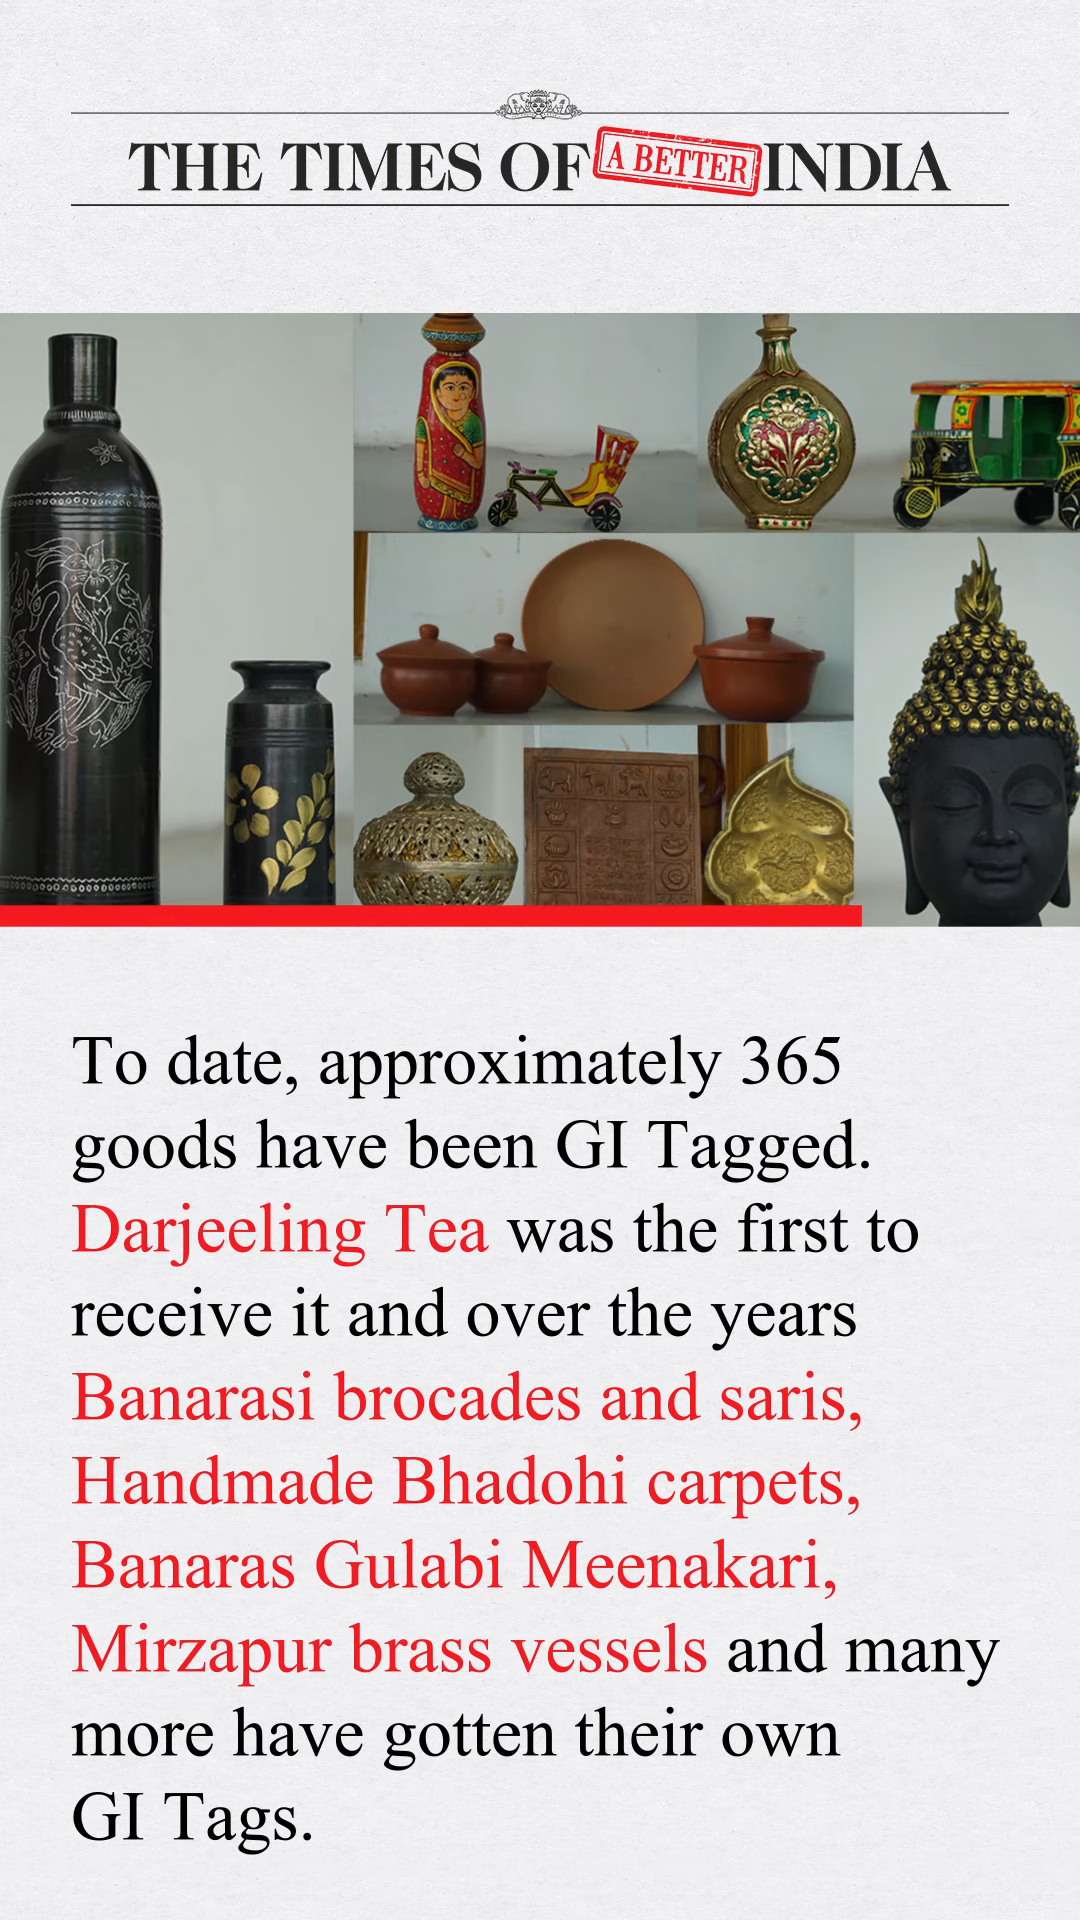 THE TIMES OF A BETTER INDIA
To date, approximately 365
goods have been GI Tagged.
Darjeeling Tea was the first to
receive it and over the years
Banarasi brocades and saris,
Handmade Bhadohi carpets,
Banaras Gulabi Meenakari,
Mirzapur brass vessels and many
more have gotten their own
GI Tags.